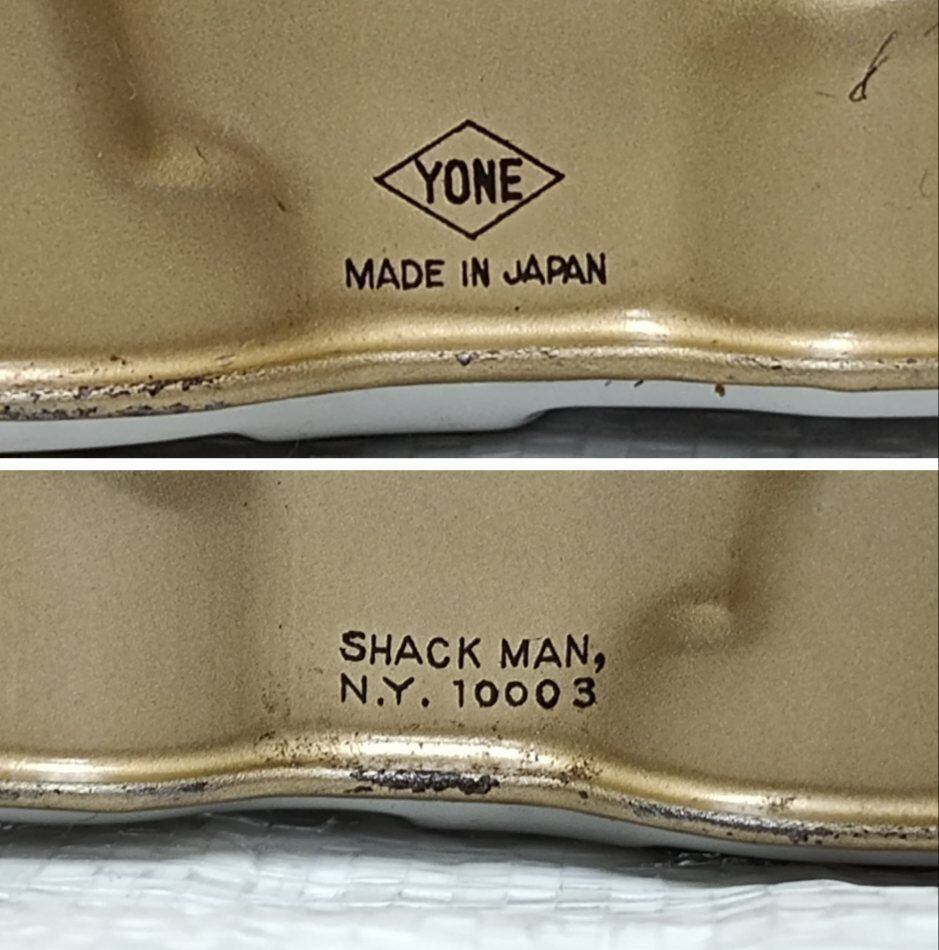 YONE
MADE IN JAPAN
SHACK MAN,
N.Y. 10003